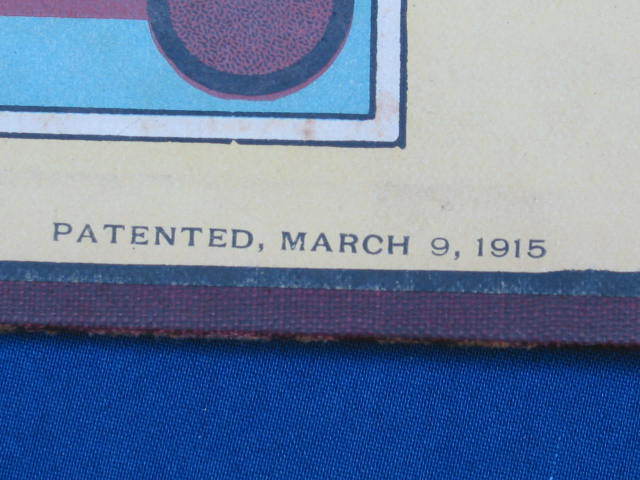 PATENTED, MARCH 9, 1915